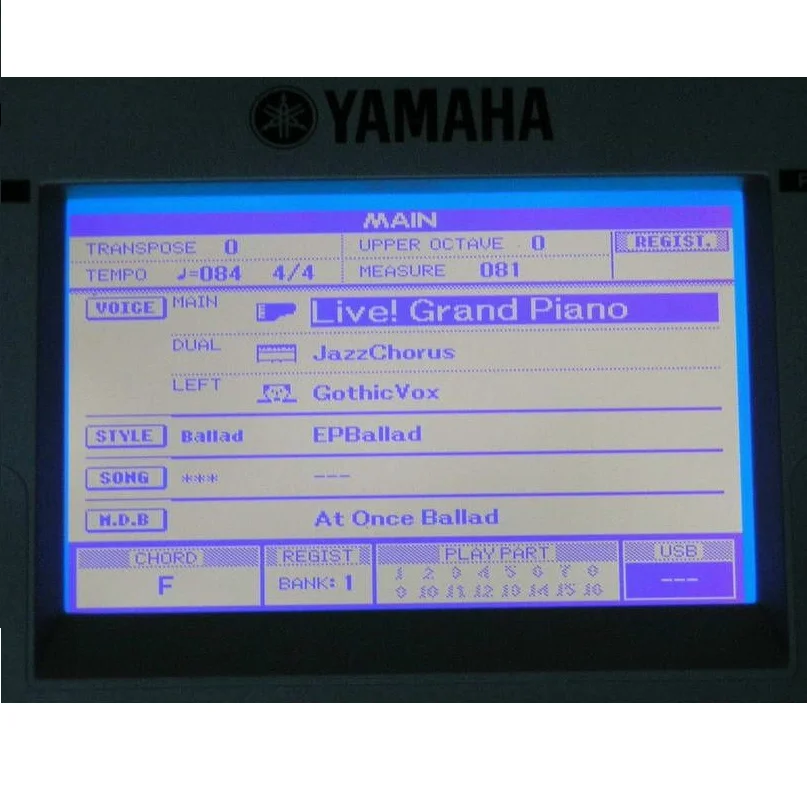 YAMAHA
MAIN
TRANSPOSE 0 UPPER OCTAVE 0 REGIST.
TEMPO ♩=084 4/4 MEASURE 081
VOICE MAIN Live! Grand Piano
DUAL JazzChorus
LEFT GothicVox
STYLE Ballad EPBallad
SONG *** ---
M.D.B At Once Ballad
CHORD REGIST PLAY PART USB
F BANK: 1 1 2 3 4 5 6 7 8 ---
9 10 11 12 13 14 15 16